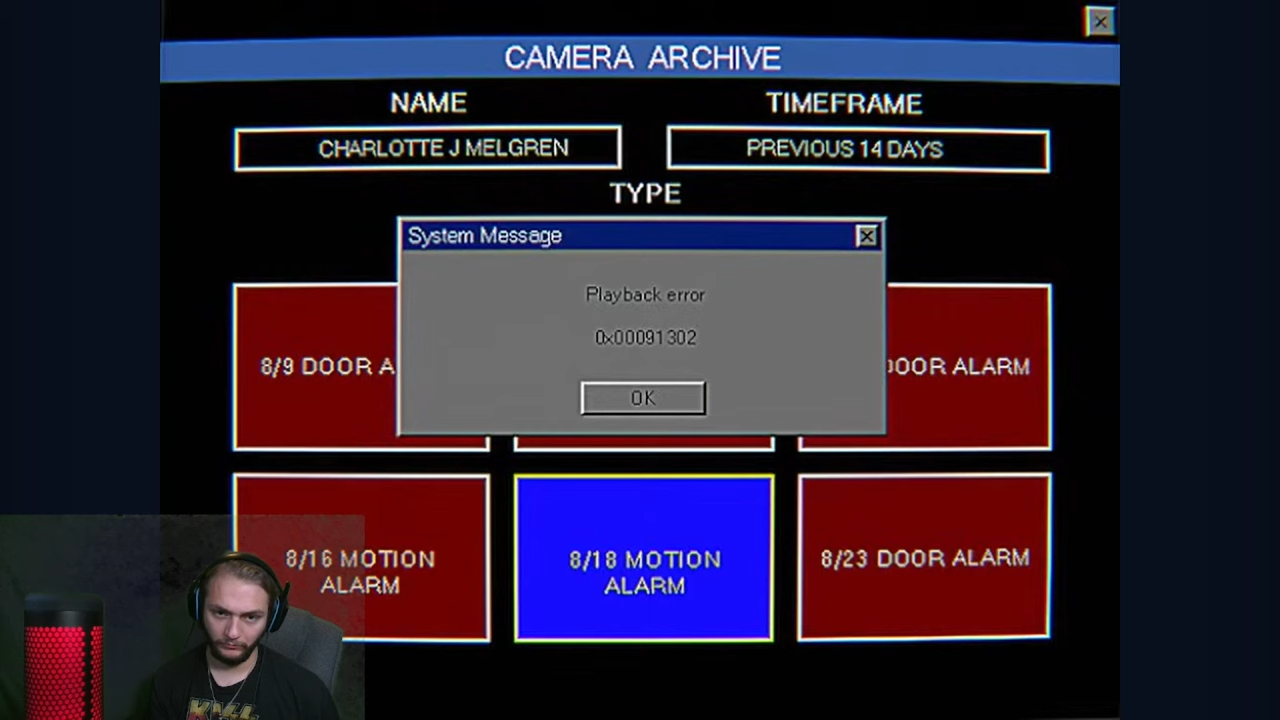 CAMERA ARCHIVE
NAME
TIMEFRAME
CHARLOTTE J MELGREN
PREVIOUS 14 DAYS
TYPE
System Message
Playback error
0x00091302
OK
8/9 DOOR A
OOR ALARM
8/16 MOTION
ALARM
8/18 MOTION
ALARM
8/23 DOOR ALARM